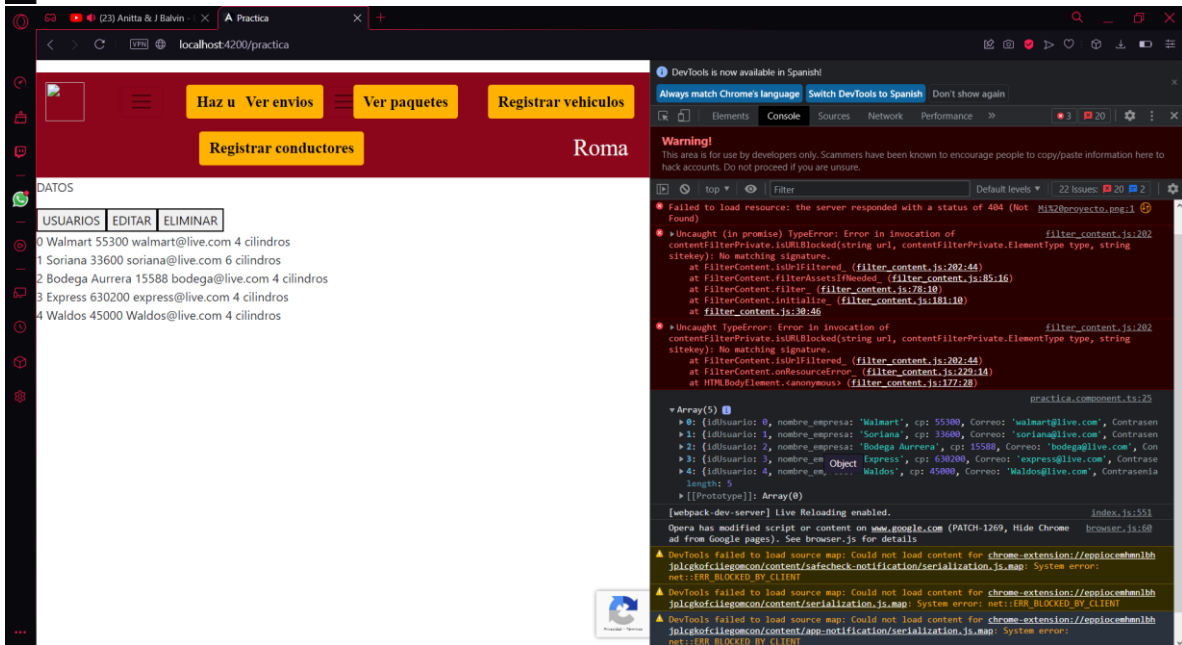 (23) Anitta & J Balvin -
Practica
VPN
localhost:4200/practica
Haz u Ver envios
Ver paquetes
Registrar vehiculos
Registrar conductores
Roma
DATOS
USUARIOS EDITAR ELIMINAR
0 Walmart 55300 walmart@live.com 4 cilindros
1 Soriana 33600 soriana@live.com 6 cilindros
2 Bodega Aurrera 15588 bodega@live.com 4 cilindros
3 Express 630200 express@live.com 4 cilindros
4 Waldos 45000 Waldos@live.com 4 cilindros
DevTools is now available in Spanish!
Always match Chrome's language Switch DevTools to Spanish Don't show again
Elements Console Sources Network Performance » 3 20
Warning!
This area is for use by developers only. Scammers have been known to encourage people to copy/paste information here to
hack accounts. Do not proceed if you are unsure.
top Filter Default levels 22 Issues: 20 2
Failed to load resource: the server responded with a status of 404 (Not Mi%20proyecto.png:1
Found)
Uncaught (in promise) TypeError: Error in invocation of filter_content.js:202
contentFilterPrivate.isURLBlocked(string url, contentFilterPrivate.ElementType type, string
sitekey): No matching signature.
at FilterContent.isUrlFiltered_ (filter_content.js:202:44)
at FilterContent.filterAssetsIfNeeded_ (filter_content.js:85:16)
at FilterContent.filter_ (filter_content.js:78:10)
at FilterContent.initialize_ (filter_content.js:181:10)
at filter_content.js:30:46
Uncaught TypeError: Error in invocation of filter_content.js:202
contentFilterPrivate.isURLBlocked(string url, contentFilterPrivate.ElementType type, string
sitekey): No matching signature.
at FilterContent.isUrlFiltered_ (filter_content.js:202:44)
at FilterContent.onResourceError_ (filter_content.js:229:14)
at HTMLBodyElement.<anonymous> (filter_content.js:177:28)
practica.component.ts:25
Array(5)
0: {idUsuario: 0, nombre_empresa: 'Walmart', cp: 55300, Correo: 'walmart@live.com', Contrasen
1: {idUsuario: 1, nombre_empresa: 'Soriana', cp: 33600, Correo: 'soriana@live.com', Contrasen
2: {idUsuario: 2, nombre_empresa: 'Bodega Aurrera', cp: 15588, Correo: 'bodega@live.com', Con
3: {idUsuario: 3, nombre_em Express', cp: 630200, Correo: 'express@live.com', Contrase
Object
4: {idUsuario: 4, nombre_em Waldos', cp: 45000, Correo: 'Waldos@live.com', Contrasenia
length: 5
[[Prototype]]: Array(0)
[webpack-dev-server] Live Reloading enabled. index.js:551
Opera has modified script or content on www.google.com (PATCH-1269, Hide Chrome browser.js:60
ad from Google pages). See browser.js for details
DevTools failed to load source map: Could not load content for chrome-extension://eppiocemhmnlbh
jplcgkofciiegomcon/content/safecheck-notification/serialization.js.map: System error:
net::ERR_BLOCKED_BY_CLIENT
DevTools failed to load source map: Could not load content for chrome-extension://eppiocemhmnlbh
jplcgkofciiegomcon/content/serialization.js.map: System error: net::ERR_BLOCKED_BY_CLIENT
DevTools failed to load source map: Could not load content for chrome-extension://eppiocemhmnlbh
jplcgkofciiegomcon/content/app-notification/serialization.js.map: System error:
net::ERR_BLOCKED_BY_CLIENT
Privacidad - Términos